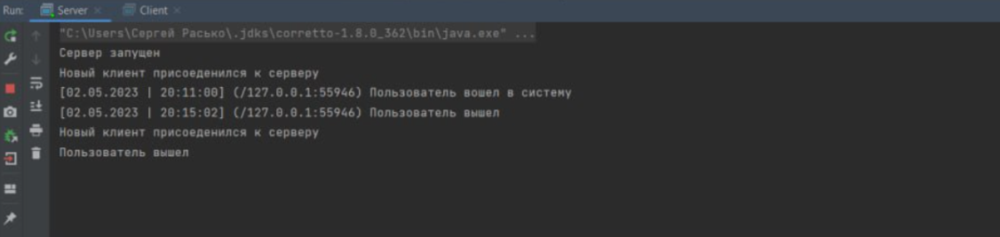 Run: Server × Client ×
"C:\Users\Сергей Расько\.jdks\corretto-1.8.0_362\bin\java.exe" ...
Сервер запущен
Новый клиент присоеденился к серверу
[02.05.2023 | 20:11:00] (/127.0.0.1:55946) Пользователь вошел в систему
[02.05.2023 | 20:15:02] (/127.0.0.1:55946) Пользователь вышел
Новый клиент присоеденился к серверу
Пользователь вышел